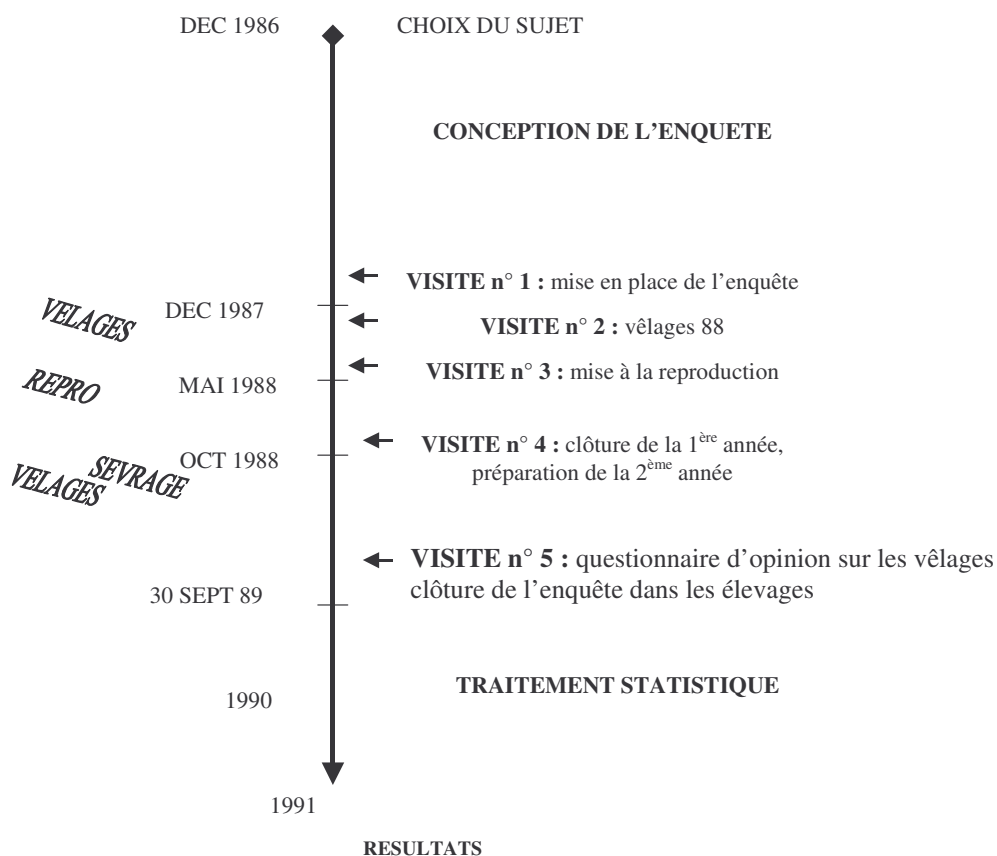 DEC 1986 CHOIX DU SUJET
CONCEPTION DE L'ENQUETE
VISITE n° 1 : mise en place de l'enquête
VELAGES DEC 1987
VISITE n° 2 : vêlages 88
VISITE n° 3 : mise à la reproduction
REPRO MAI 1988
VISITE n° 4 : clôture de la 1ère année,
préparation de la 2ème année
OCT 1988
SEVRAGE
VELAGES
VISITE n° 5 : questionnaire d'opinion sur les vêlages
clôture de l'enquête dans les élevages
30 SEPT 89
TRAITEMENT STATISTIQUE
1990
1991
RESULTATS